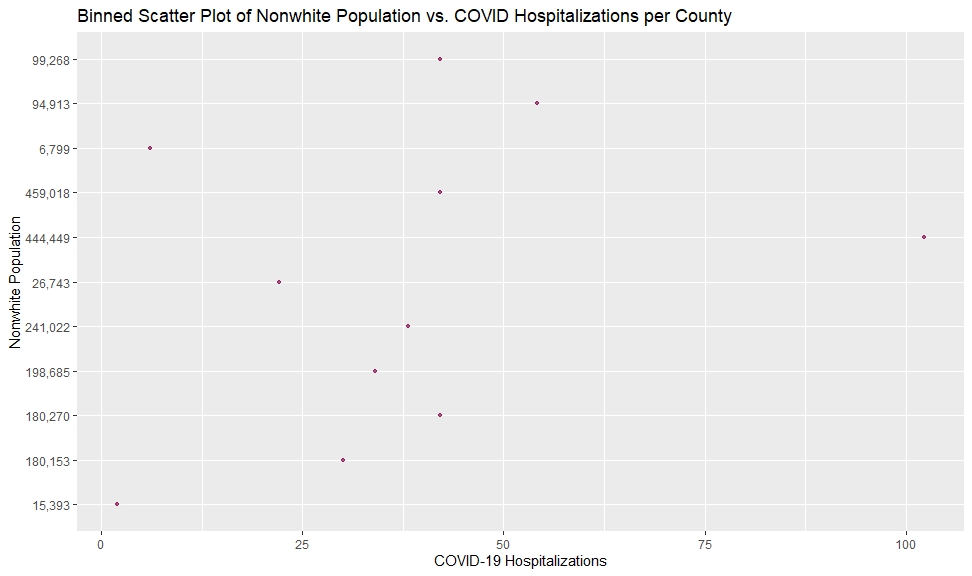 Binned Scatter Plot of Nonwhite Population vs. COVID Hospitalizations per County
Nonwhite Population
99,268
94,913
6,799
459,018
444,449
26,743
241,022
198,685
180,270
180,153
15,393
0 25 50 75 100
COVID-19 Hospitalizations